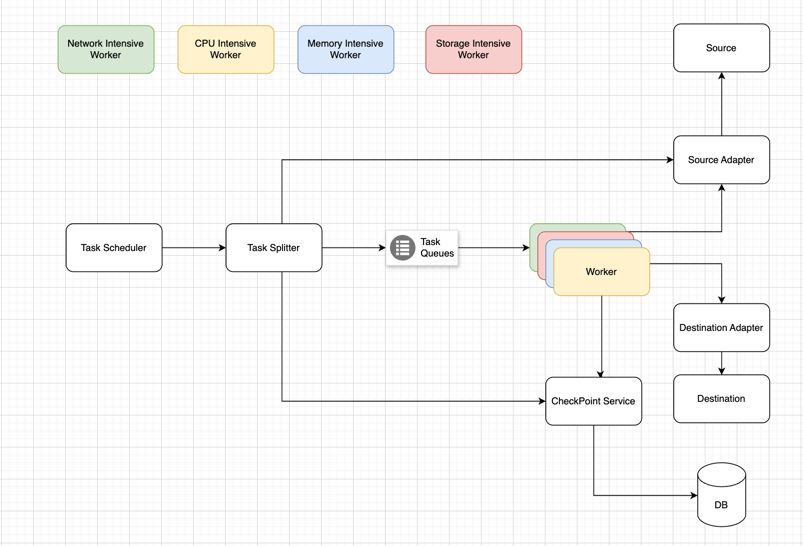 Network Intensive
Worker
CPU Intensive
Worker
Memory Intensive
Worker
Storage Intensive
Worker
Source
Source Adapter
Task Scheduler
Task Splitter
Task
Queues
Worker
Destination Adapter
CheckPoint Service
Destination
DB